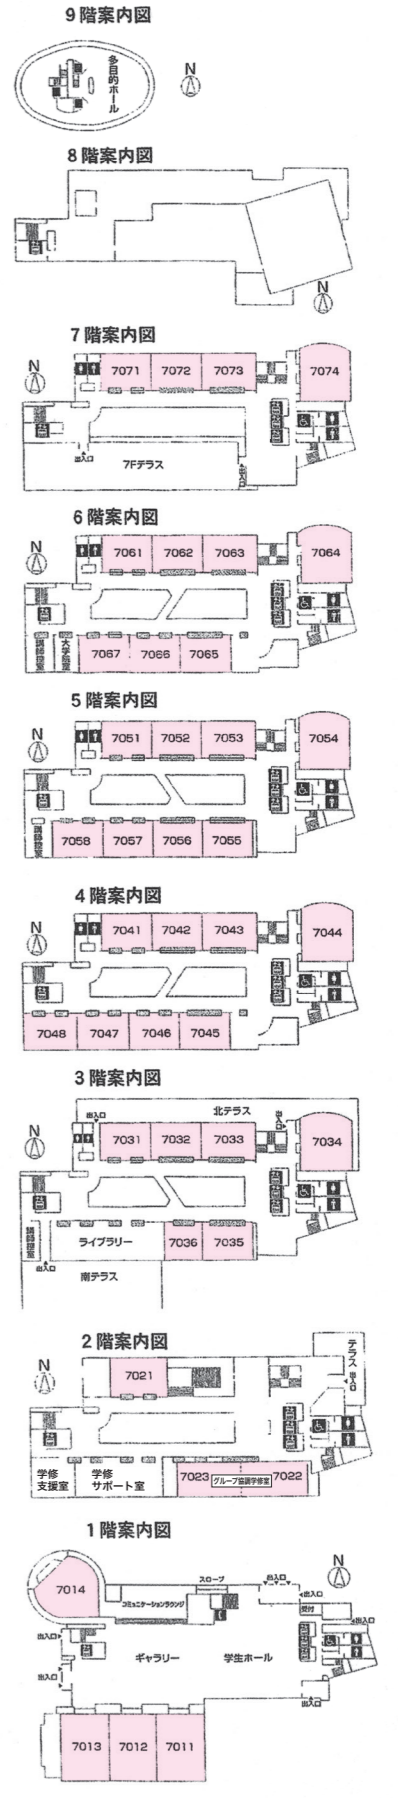 9階案内図
多目的ホール
N
8階案内図
N
7階案内図
N
7071 7072 7073 7074
出入口
7Fテラス
出入口
6階案内図
N
7061 7062 7063 7064
講師控室 大学院室 7067 7066 7065
5階案内図
N
7051 7052 7053 7054
講師控室 7058 7057 7056 7055
4階案内図
N
7041 7042 7043 7044
7048 7047 7046 7045
3階案内図
出入口 北テラス 出入口
N
7031 7032 7033 7034
講師控室 ライブラリー 7036 7035
出入口
南テラス
2階案内図
N
テラス
出入口
7021
学修支援室 学修サポート室 7023 グループ協調学修室 7022
1階案内図
N
7014
スロープ 出入口
出入口
コミュニケーションラウンジ
受付
出入口
出入口
ギャラリー 学生ホール
出入口
出入口
7013 7012 7011